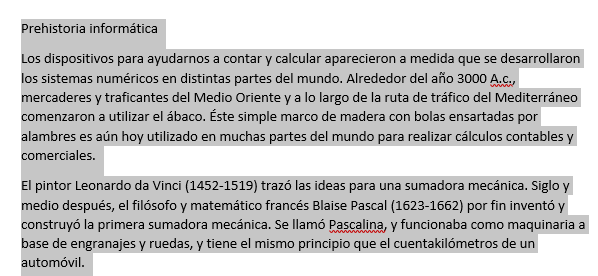 Prehistoria informática
Los dispositivos para ayudarnos a contar y calcular aparecieron a medida que se desarrollaron
los sistemas numéricos en distintas partes del mundo. Alrededor del año 3000 A.c.,
mercaderes y traficantes del Medio Oriente y a lo largo de la ruta de tráfico del Mediterráneo
comenzaron a utilizar el ábaco. Éste simple marco de madera con bolas ensartadas por
alambres es aún hoy utilizado en muchas partes del mundo para realizar cálculos contables y
comerciales.
El pintor Leonardo da Vinci (1452-1519) trazó las ideas para una sumadora mecánica. Siglo y
medio después, el filósofo y matemático francés Blaise Pascal (1623-1662) por fin inventó y
construyó la primera sumadora mecánica. Se llamó Pascalina, y funcionaba como maquinaria a
base de engranajes y ruedas, y tiene el mismo principio que el cuentakilómetros de un
automóvil.